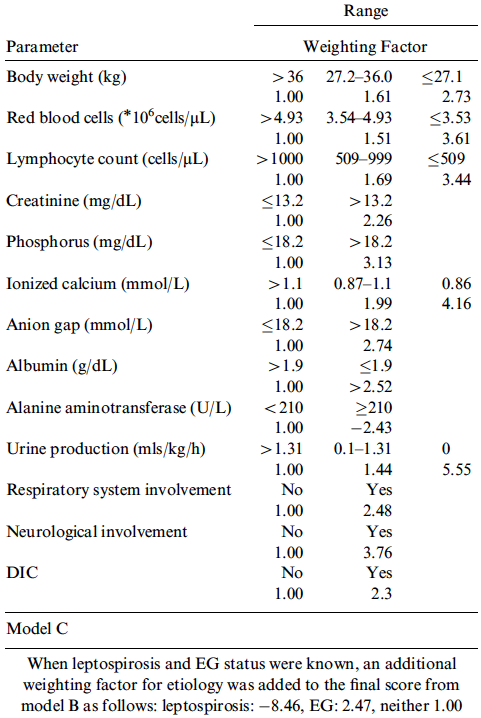 Range
Parameter Weighting Factor
Body weight (kg) >36 27.2–36.0 ≤27.1
1.00 1.61 2.73
Red blood cells (*10⁶cells/μL) >4.93 3.54–4.93 ≤3.53
1.00 1.51 3.61
Lymphocyte count (cells/μL) >1000 509–999 ≤509
1.00 1.69 3.44
Creatinine (mg/dL) ≤13.2 >13.2
1.00 2.26
Phosphorus (mg/dL) ≤18.2 >18.2
1.00 3.13
Ionized calcium (mmol/L) >1.1 0.87–1.1 0.86
1.00 1.99 4.16
Anion gap (mmol/L) ≤18.2 >18.2
1.00 2.74
Albumin (g/dL) >1.9 ≤1.9
1.00 >2.52
Alanine aminotransferase (U/L) <210 ≥210
1.00 −2.43
Urine production (mls/kg/h) >1.31 0.1–1.31 0
1.00 1.44 5.55
Respiratory system involvement No Yes
1.00 2.48
Neurological involvement No Yes
1.00 3.76
DIC No Yes
1.00 2.3
Model C
When leptospirosis and EG status were known, an additional
weighting factor for etiology was added to the final score from
model B as follows: leptospirosis: −8.46, EG: 2.47, neither 1.00